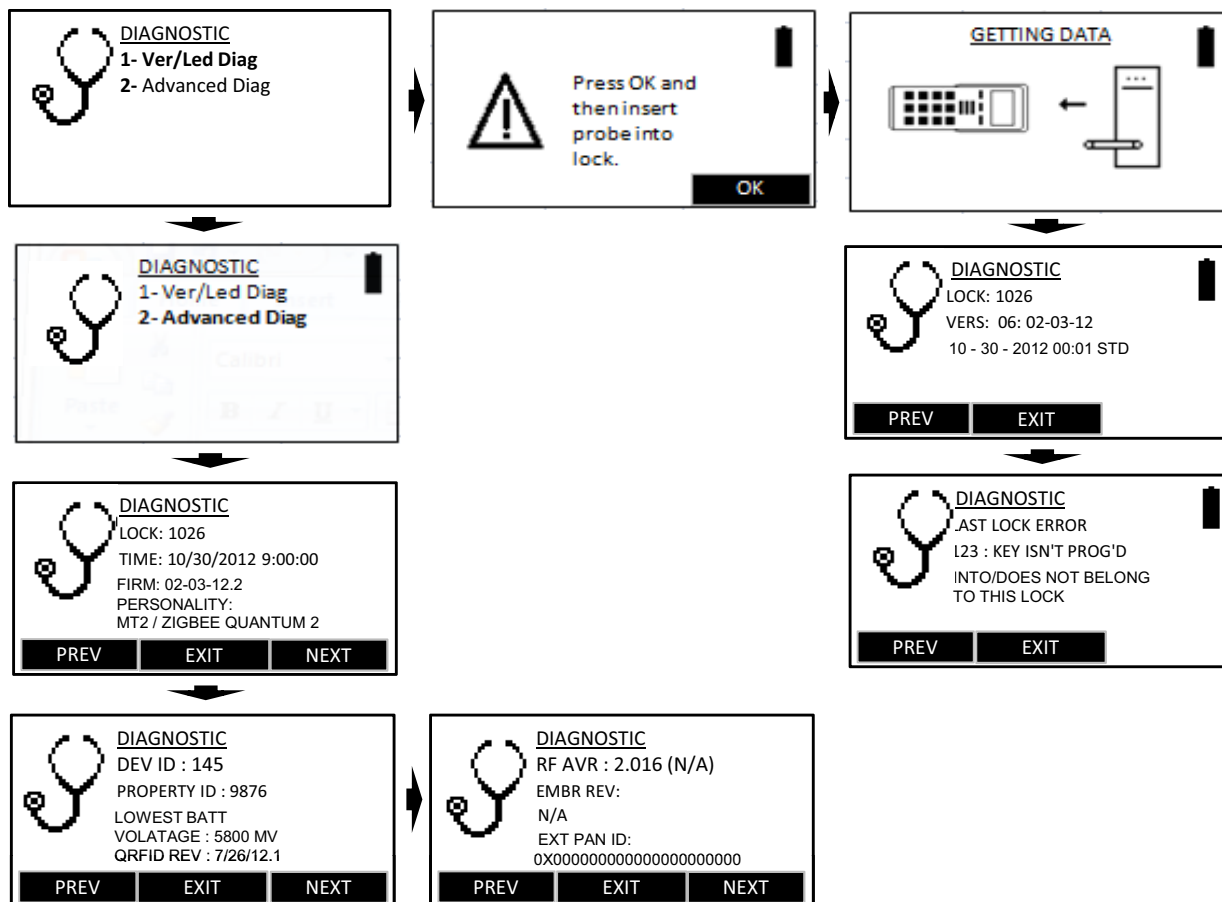 DIAGNOSTIC
1- Ver/Led Diag
2- Advanced Diag
Press OK and
then insert
probe into
lock.
OK
GETTING DATA
DIAGNOSTIC
1- Ver/Led Diag
2- Advanced Diag
Calibri
Paste
B I U
DIAGNOSTIC
LOCK: 1026
VERS: 06: 02-03-12
10 - 30 - 2012 00:01 STD
PREV EXIT
DIAGNOSTIC
LOCK: 1026
TIME: 10/30/2012 9:00:00
FIRM: 02-03-12.2
PERSONALITY:
MT2 / ZIGBEE QUANTUM 2
PREV EXIT NEXT
DIAGNOSTIC
LAST LOCK ERROR
123 : KEY ISN'T PROG'D
INTO/DOES NOT BELONG
TO THIS LOCK
PREV EXIT
DIAGNOSTIC
DEV ID : 145
PROPERTY ID : 9876
LOWEST BATT
VOLATAGE : 5800 MV
QRFID REV : 7/26/12.1
PREV EXIT NEXT
DIAGNOSTIC
RF AVR : 2.016 (N/A)
EMBR REV:
N/A
EXT PAN ID:
0X0000000000000000000000
PREV EXIT NEXT